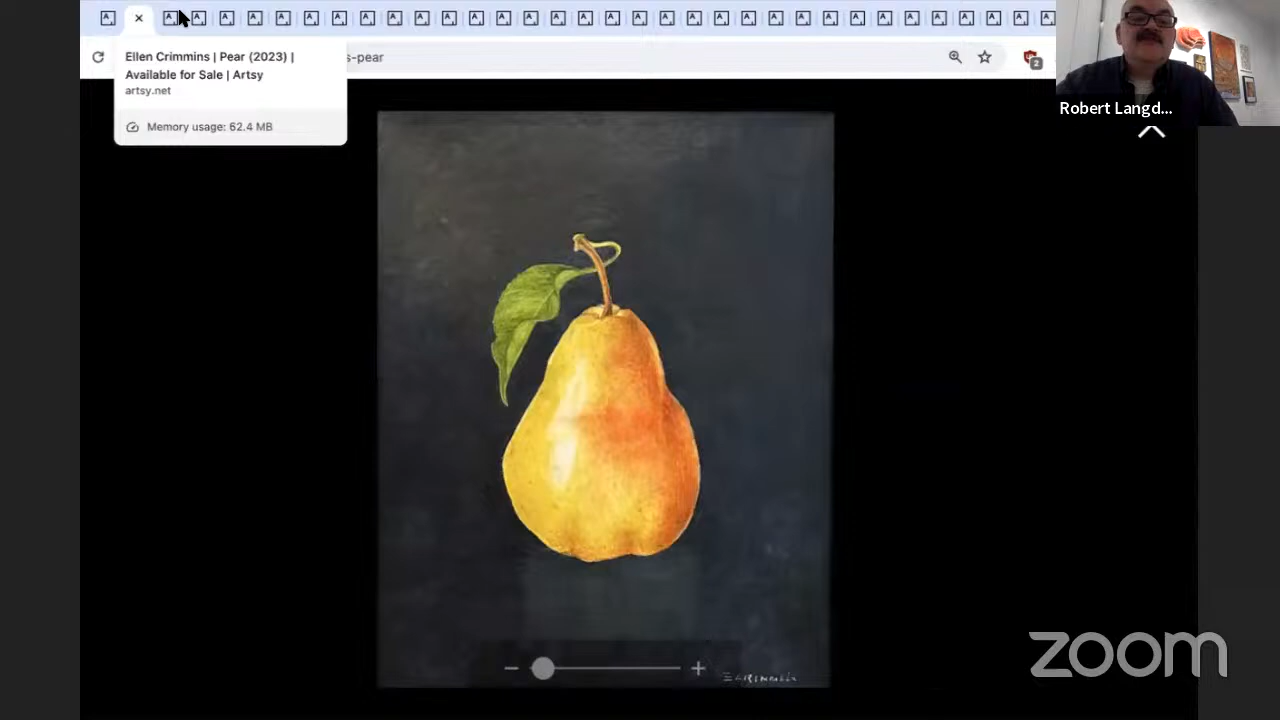 s-pear
2
Ellen Crimmins | Pear (2023) |
Available for Sale | Artsy
artsy.net
Memory usage: 62.4 MB
Robert Langd...
zoom